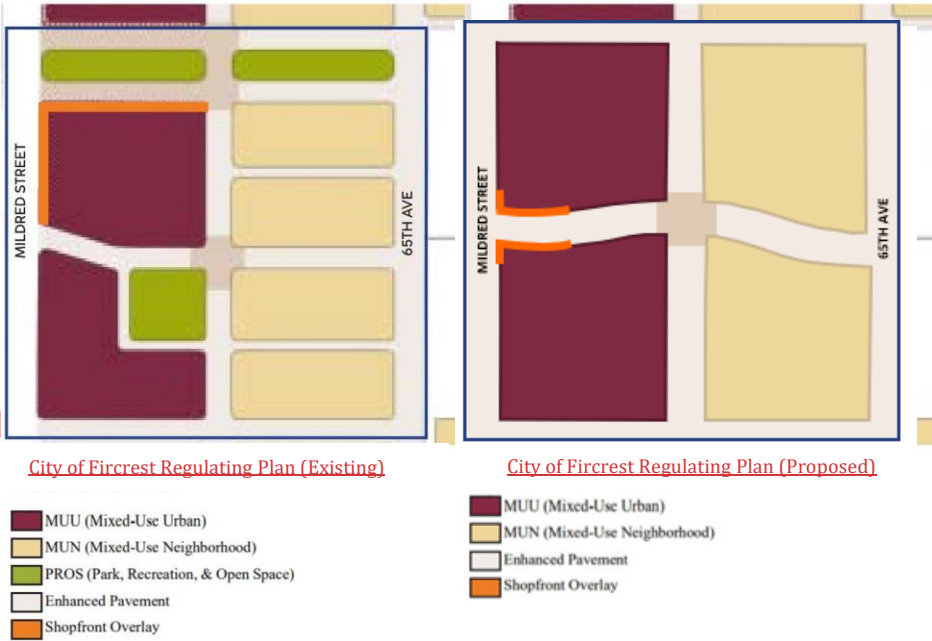 MILDRED STREET
65TH AVE
City of Fircrest Regulating Plan (Existing)
MUU (Mixed-Use Urban)
MUN (Mixed-Use Neighborhood)
PROS (Park, Recreation, & Open Space)
Enhanced Pavement
Shopfront Overlay
MILDRED STREET
65TH AVE
City of Fircrest Regulating Plan (Proposed)
MUU (Mixed-Use Urban)
MUN (Mixed-Use Neighborhood)
Enhanced Pavement
Shopfront Overlay